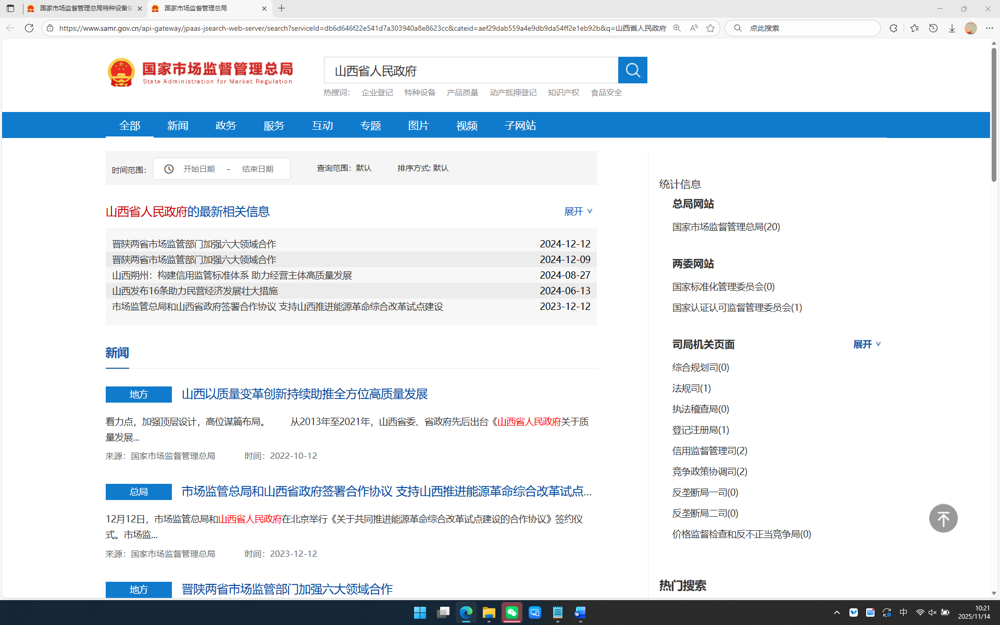 国家市场监督管理总局特种设备安
国家市场监督管理总局
https://www.samr.gov.cn/api-gateway/jpaas-jsearch-web-server/search?serviceId=db6d646f22e541d7a303940a8e8623cc&cateid=aef29dab559a4e9db9da54ff2e1eb92b&q=山西省人民政府
点此搜索
国家市场监督管理总局
State Administration for Market Regulation
山西省人民政府
热搜词： 企业登记 特种设备 产品质量 动产抵押登记 知识产权 食品安全
全部 新闻 政务 服务 互动 专题 图片 视频 子网站
时间范围： 开始日期 - 结束日期 查询范围：默认 排序方式: 默认
山西省人民政府的最新相关信息 展开
晋陕两省市场监管部门加强六大领域合作 2024-12-12
晋陕两省市场监管部门加强六大领域合作 2024-12-09
山西朔州：构建信用监管标准体系 助力经营主体高质量发展 2024-08-27
山西发布16条助力民营经济发展壮大措施 2024-06-13
市场监管总局和山西省政府签署合作协议 支持山西推进能源革命综合改革试点建设 2023-12-12
新闻
地方 山西以质量变革创新持续助推全方位高质量发展
着力点，加强顶层设计，高位谋篇布局。 从2013年至2021年，山西省委、省政府先后出台《山西省人民政府关于质
量发展...
来源：国家市场监督管理总局 时间：2022-10-12
总局 市场监管总局和山西省政府签署合作协议 支持山西推进能源革命综合改革试点...
12月12日，市场监管总局和山西省人民政府在北京举行《关于共同推进能源革命综合改革试点建设的合作协议》签约仪
式。市场监...
来源：国家市场监督管理总局 时间：2023-12-12
地方 晋陕两省市场监管部门加强六大领域合作
统计信息
总局网站
国家市场监督管理总局(20)
两委网站
国家标准化管理委员会(0)
国家认证认可监督管理委员会(1)
司局机关页面 展开
综合规划司(0)
法规司(1)
执法稽查局(0)
登记注册局(1)
信用监督管理司(2)
竞争政策协调司(2)
反垄断局一司(0)
反垄断局二司(0)
价格监督检查和反不正当竞争局(0)
热门搜索
中
10:21
2025/11/14